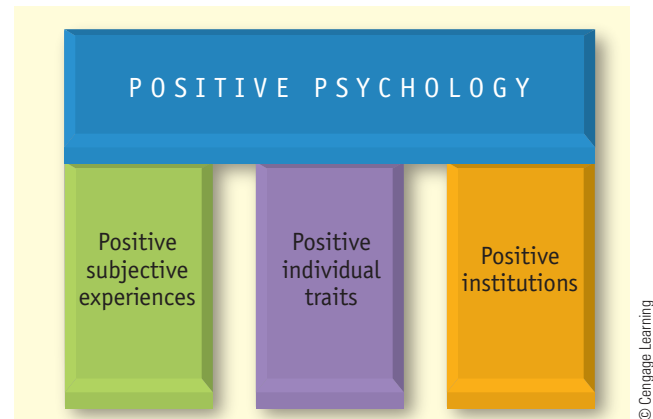 POSITIVE PSYCHOLOGY
Positive
subjective
experiences
Positive
individual
traits
Positive
institutions
© Cengage Learning